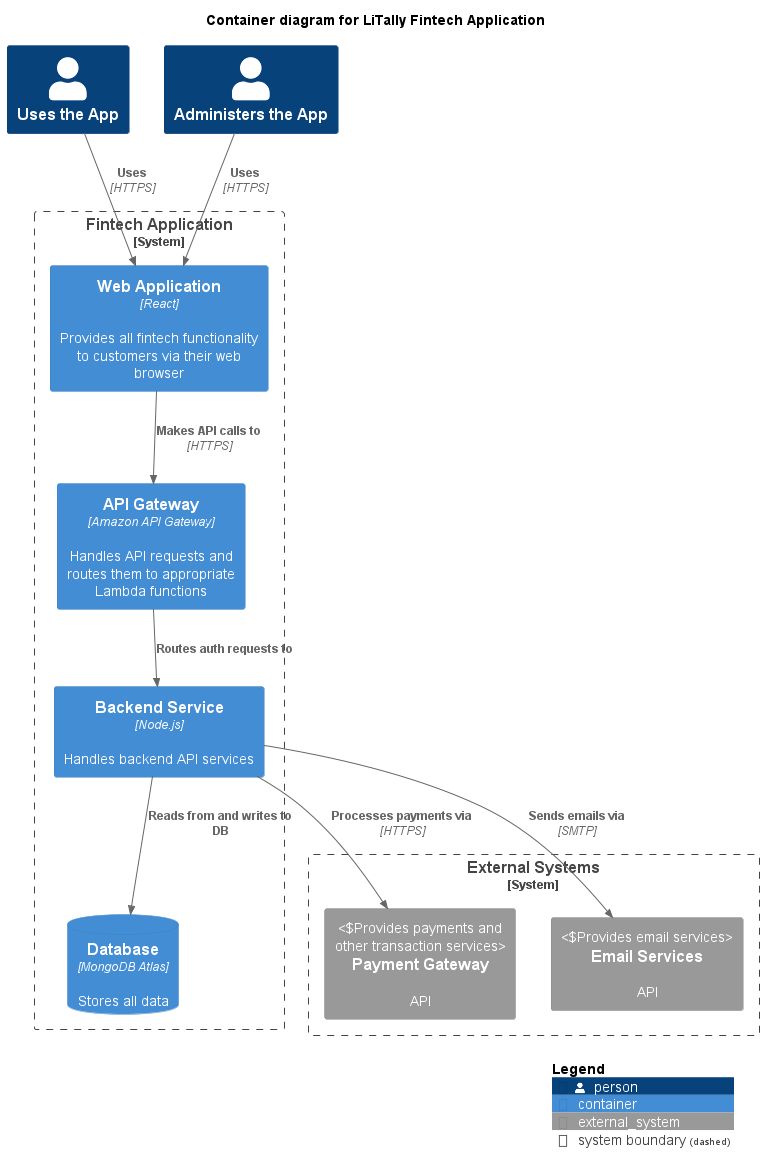 Container diagram for LiTally Fintech Application
Uses the App
Administers the App
Uses
[HTTPS]
Uses
[HTTPS]
Fintech Application
[System]
Web Application
[React]
Provides all fintech functionality
to customers via their web
browser
Makes API calls to
[HTTPS]
API Gateway
[Amazon API Gateway]
Handles API requests and
routes them to appropriate
Lambda functions
Routes auth requests to
Backend Service
[Node.js]
Handles backend API services
Reads from and writes to
DB
Processes payments via
[HTTPS]
Sends emails via
[SMTP]
External Systems
[System]
Database
[MongoDB Atlas]
Stores all data
<$Provides payments and
other transaction services>
Payment Gateway
API
<$Provides email services>
Email Services
API
Legend
person
container
external_system
system boundary (dashed)